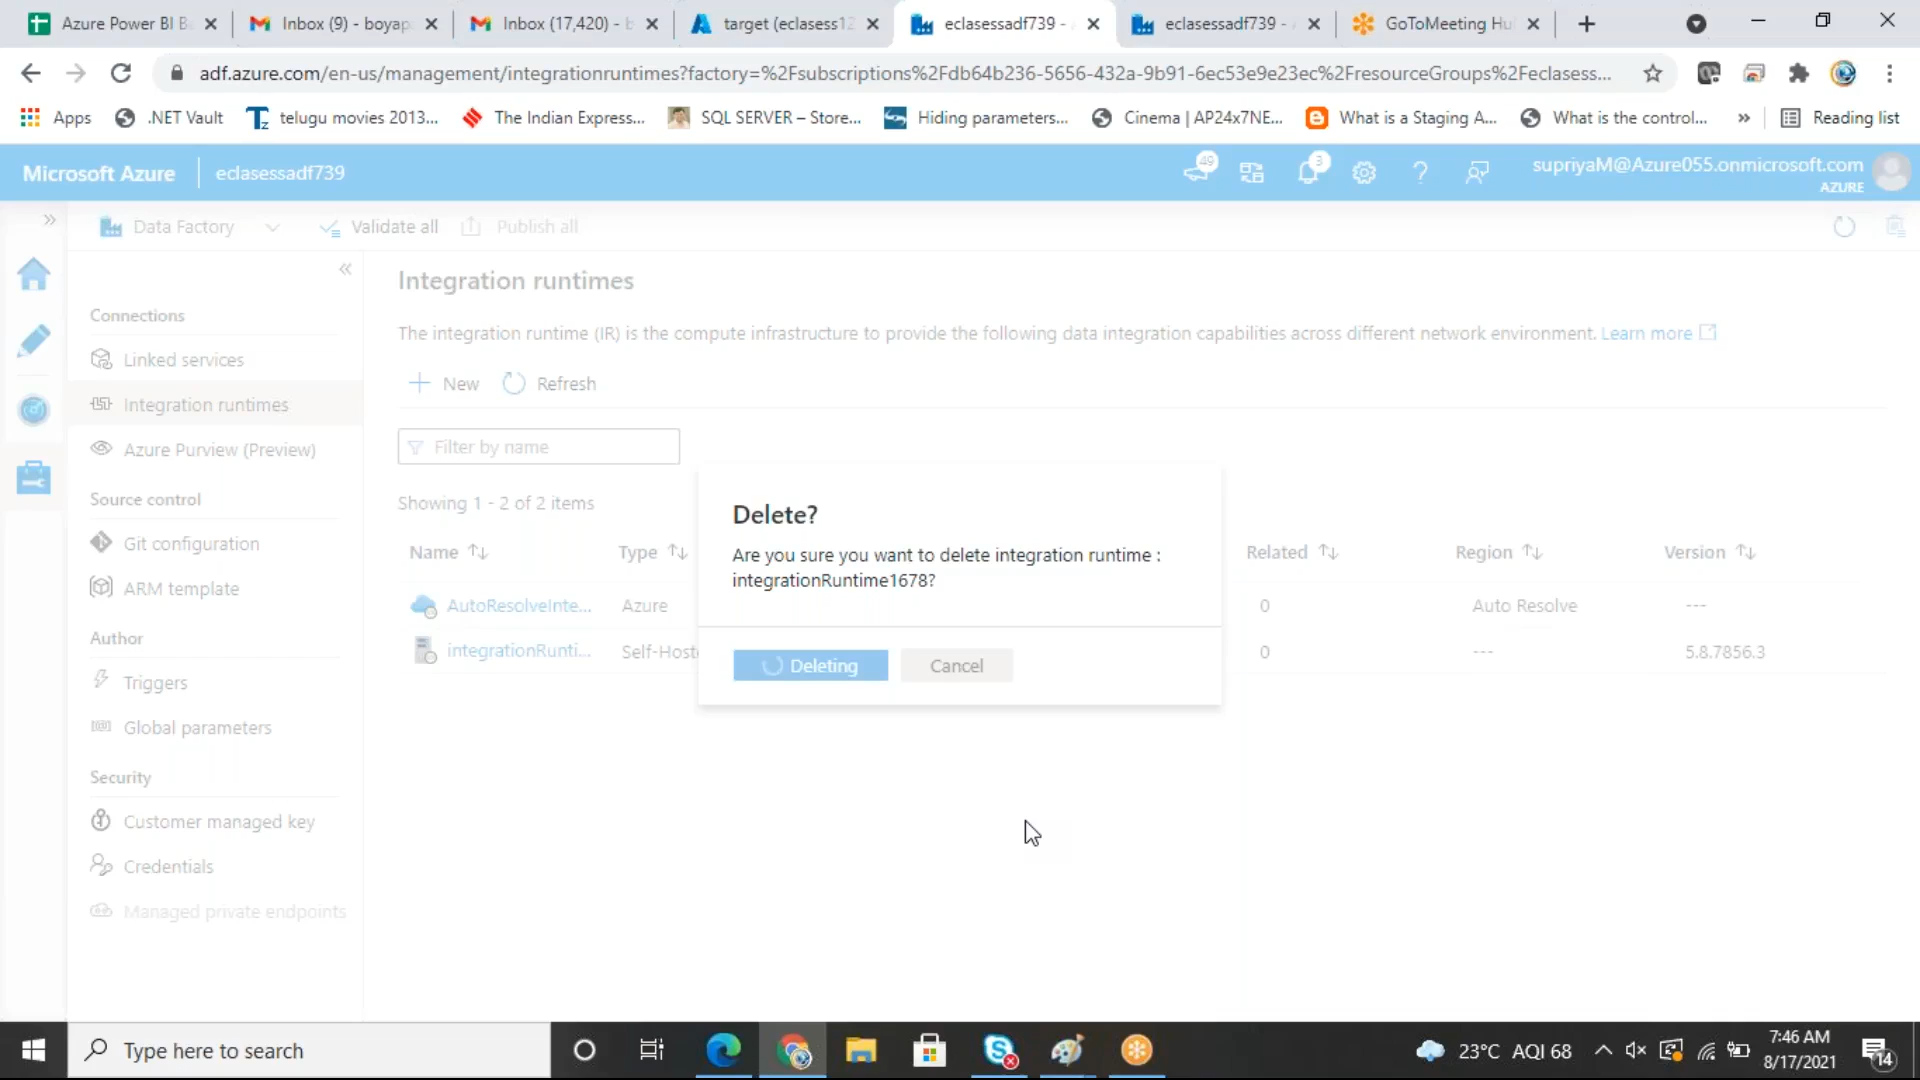 Azure Power BI B
Inbox (9) - boyap
Inbox (17,420) - b
target (eclasess12
eclasessadf739 -
eclasessadf739 -
GoToMeeting Hu
adf.azure.com/en-us/management/integrationruntimes?factory=%2Fsubscriptions%2Fdb64b236-5656-432a-9b91-6ec53e9e23ec%2FresourceGroups%2Feclasess...
Apps
.NET Vault
telugu movies 2013...
The Indian Express...
SQL SERVER – Store...
Hiding parameters...
Cinema | AP24x7NE...
What is a Staging A...
What is the control...
»
Reading list
Microsoft Azure
eclasessadf739
49
3
supriyaM@Azure055.onmicrosoft.com
AZURE
Data Factory
Validate all
Publish all
Connections
Linked services
Integration runtimes
Azure Purview (Preview)
Source control
Git configuration
ARM template
Author
Triggers
Global parameters
Security
Customer managed key
Credentials
Managed private endpoints
Integration runtimes
The integration runtime (IR) is the compute infrastructure to provide the following data integration capabilities across different network environment. Learn more
New
Refresh
Filter by name
Showing 1 - 2 of 2 items
Name
Type
Related
Region
Version
AutoResolveInte...
Azure
0
Auto Resolve
---
integrationRunti...
Self-Host
0
---
5.8.7856.3
Delete?
Are you sure you want to delete integration runtime :
integrationRuntime1678?
Deleting
Cancel
Type here to search
23°C AQI 68
7:46 AM
8/17/2021
14